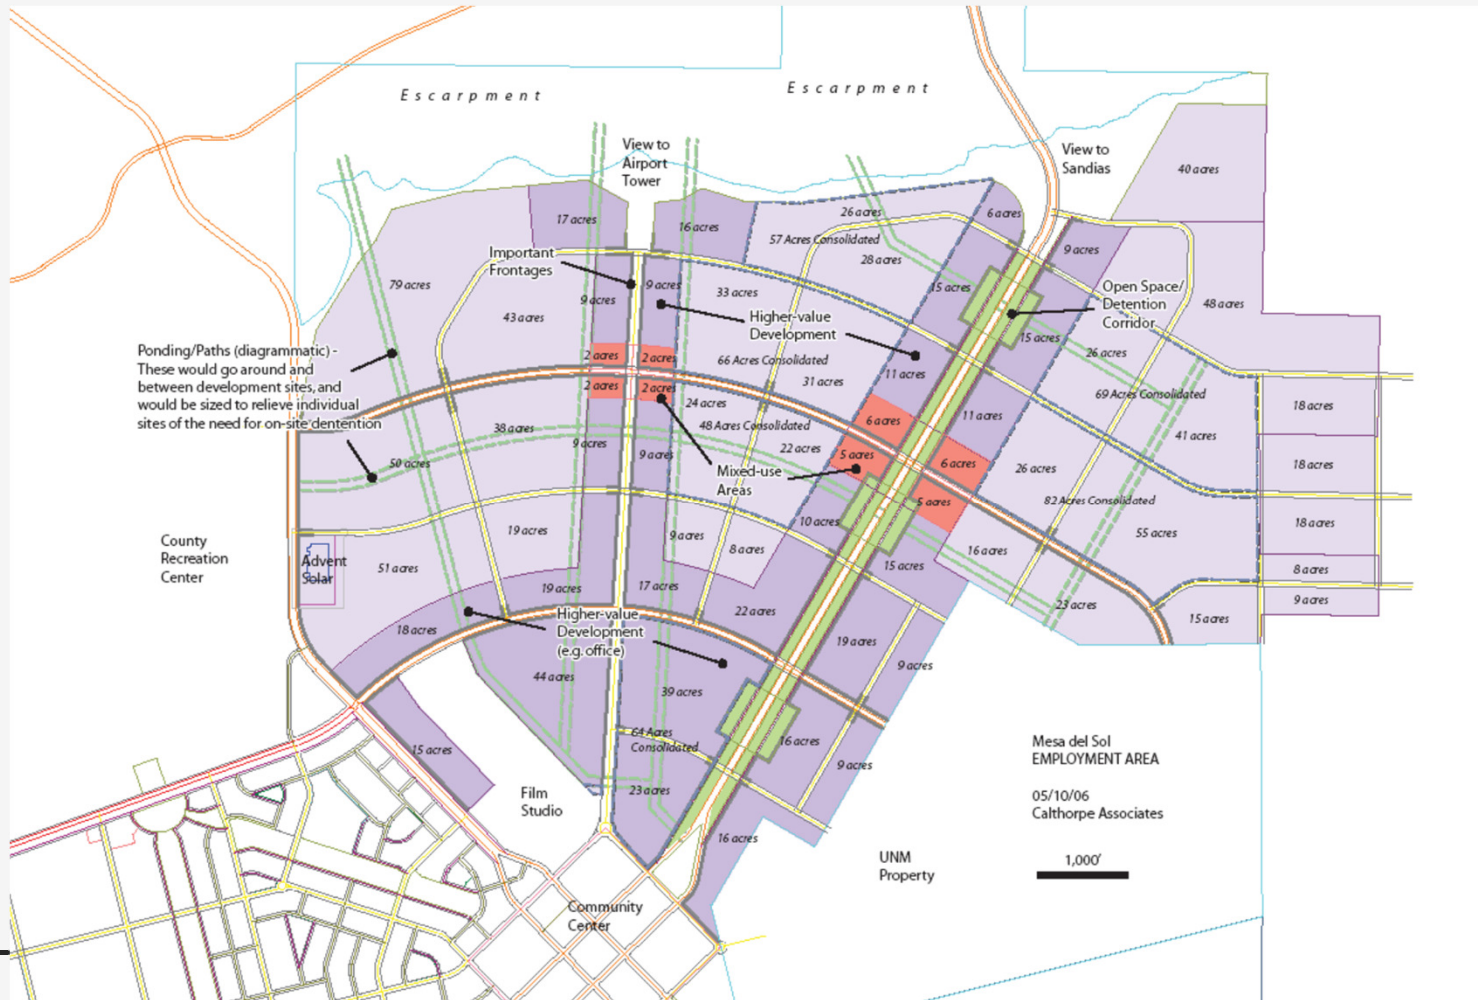 Escarpment
Escarpment
View to
Airport
Tower
View to
Sandias
40 acres
17 acres
16 acres
26 acres
6 acres
57 Acres Consolidated
28 acres
9 acres
Important
Frontages
79 acres
9 acres
9 acres
33 acres
15 acres
Open Space/
Detention
Corridor
48 acres
43 acres
Higher-value
Development
15 acres
26 acres
Ponding/Paths (diagrammatic) -
These would go around and
between development sites, and
would be sized to relieve individual
sites of the need for on-site dentention
2 acres
2 acres
66 Acres Consolidated
31 acres
11 acres
2 acres
2 acres
24 acres
69 Acres Consolidated
18 acres
11 acres
6 acres
48 Acres Consolidated
38 acres
9 acres
9 acres
22 acres
5 acres
41 acres
50 acres
Mixed-use
Areas
6 acres
26 acres
18 acres
5 acres
82 Acres Consolidated
10 acres
18 acres
19 acres
9 acres
8 acres
16 acres
55 acres
County
Recreation
Center
Advent
Solar
51 acres
15 acres
8 acres
19 acres
17 acres
22 acres
23 acres
9 acres
15 acres
18 acres
Higher-value
Development
(e.g. office)
19 acres
9 acres
44 acres
39 acres
64 Acres
Consolidated
15 acres
16 acres
9 acres
Mesa del Sol
EMPLOYMENT AREA
05/10/06
Calthorpe Associates
Film
Studio
23 acres
16 acres
UNM
Property
1,000'
Community
Center